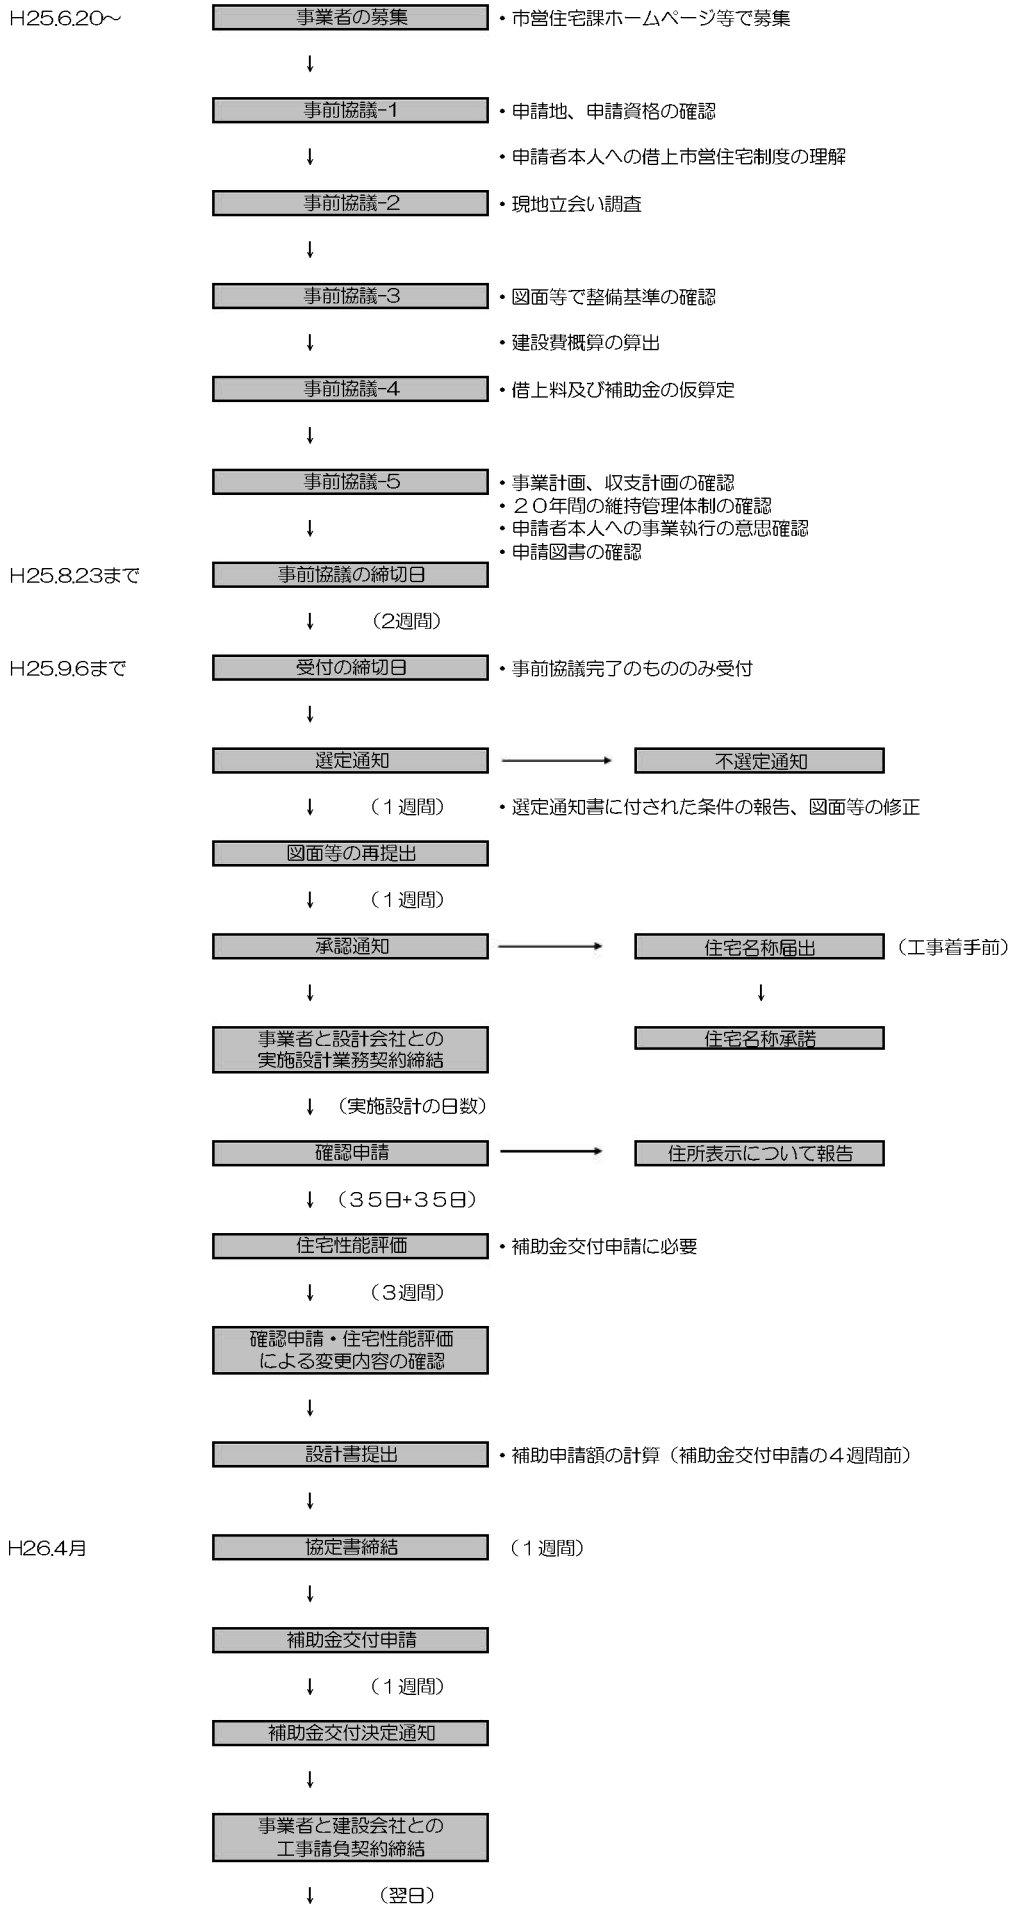 H25.6.20～
事業者の募集
・市営住宅課ホームページ等で募集
↓
事前協議-1
・申請地、申請資格の確認
↓
・申請者本人への借上市営住宅制度の理解
事前協議-2
・現地立会い調査
↓
事前協議-3
・図面等で整備基準の確認
↓
・建設費概算の算出
事前協議-4
・借上料及び補助金の仮算定
↓
事前協議-5
・事業計画、収支計画の確認
・２０年間の維持管理体制の確認
↓
・申請者本人への事業執行の意思確認
・申請図書の確認
H25.8.23まで
事前協議の締切日
↓
（2週間）
H25.9.6まで
受付の締切日
・事前協議完了のもののみ受付
↓
選定通知
不選定通知
↓
（１週間）
・選定通知書に付された条件の報告、図面等の修正
図面等の再提出
↓
（１週間）
承認通知
住宅名称届出
（工事着手前）
↓
↓
事業者と設計会社との
実施設計業務契約締結
住宅名称承諾
↓
（実施設計の日数）
確認申請
住所表示について報告
↓
（３５日+３５日）
住宅性能評価
・補助金交付申請に必要
↓
（３週間）
確認申請・住宅性能評価
による変更内容の確認
↓
設計書提出
・補助申請額の計算（補助金交付申請の４週間前）
↓
H26.4月
協定書締結
（１週間）
↓
補助金交付申請
↓
（１週間）
補助金交付決定通知
↓
事業者と建設会社との
工事請負契約締結
↓
（翌日）